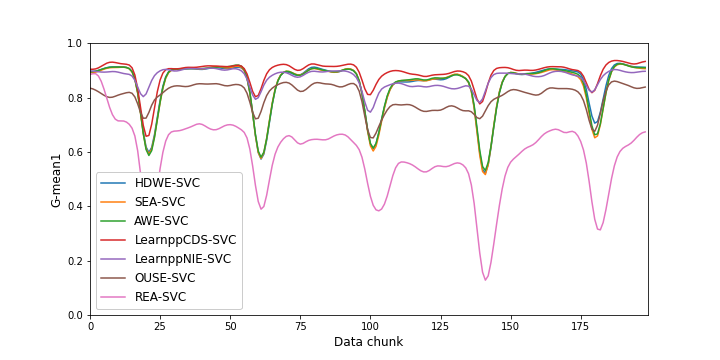 1.0
0.8
0.6
0.4
0.2
0.0
G-mean1
HDWE-SVC
SEA-SVC
AWE-SVC
LearnppCDS-SVC
LearnppNIE-SVC
OUSE-SVC
REA-SVC
0 25 50 75 100 125 150 175
Data chunk